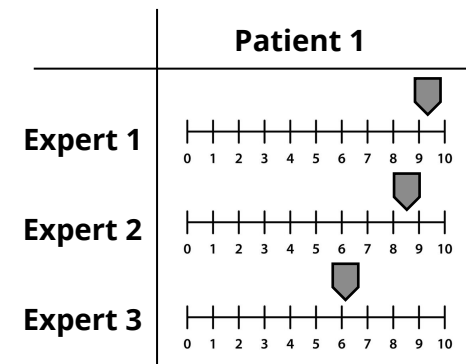 Patient 1
Expert 1
0 1 2 3 4 5 6 7 8 9 10
Expert 2
0 1 2 3 4 5 6 7 8 9 10
Expert 3
0 1 2 3 4 5 6 7 8 9 10